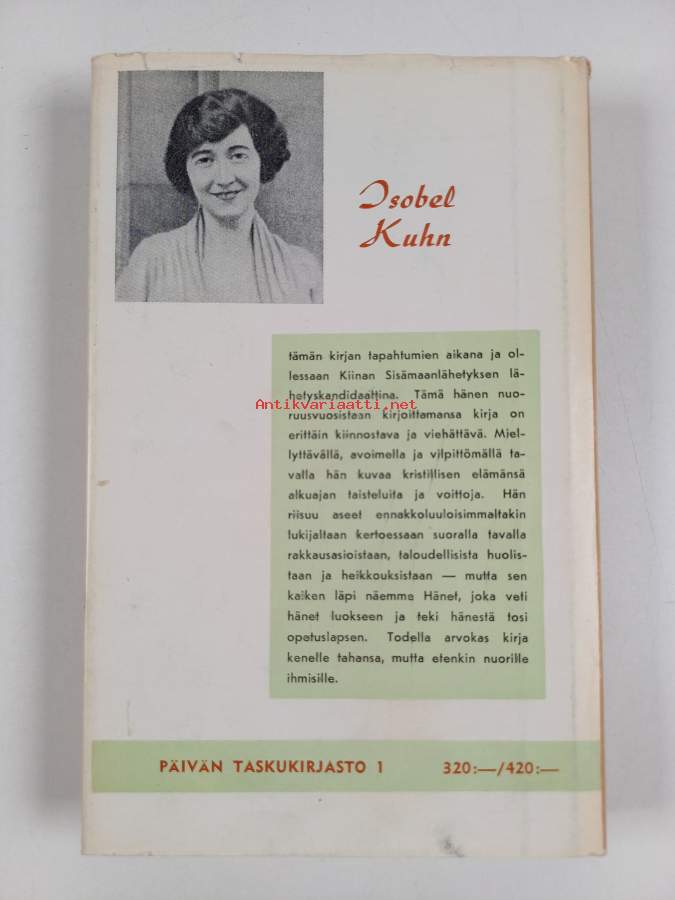 Isobel
Kuhn
tämän kirjan tapahtumien aikana ja ol-
lessaan Kiinan Sisämaanlähetyksen lä-
hetyskandidaattina. Tämä hänen nuo-
Antikvariaatti.net
ruusvuosistaan kirjoittamansa kirja on
erittäin kiinnostava ja viehättävä. Miel-
lyttävällä, avoimella ja vilpittömällä ta-
valla hän kuvaa kristillisen elämänsä
alkuajan taisteluita ja voittoja. Hän
riisuu aseet ennakkoluuloisimmaltakin
lukijaltaan kertoessaan suoralla tavalla
rakkausasioistaan, taloudellisista huolis-
taan ja heikkouksistaan — mutta sen
kaiken läpi näemme Hänet, joka veti
hänet luokseen ja teki hänestä tosi
opetuslapsen. Todella arvokas kirja
kenelle tahansa, mutta etenkin nuorille
ihmisille.
PÄIVÄN TASKUKIRJASTO 1 320:—/420:—